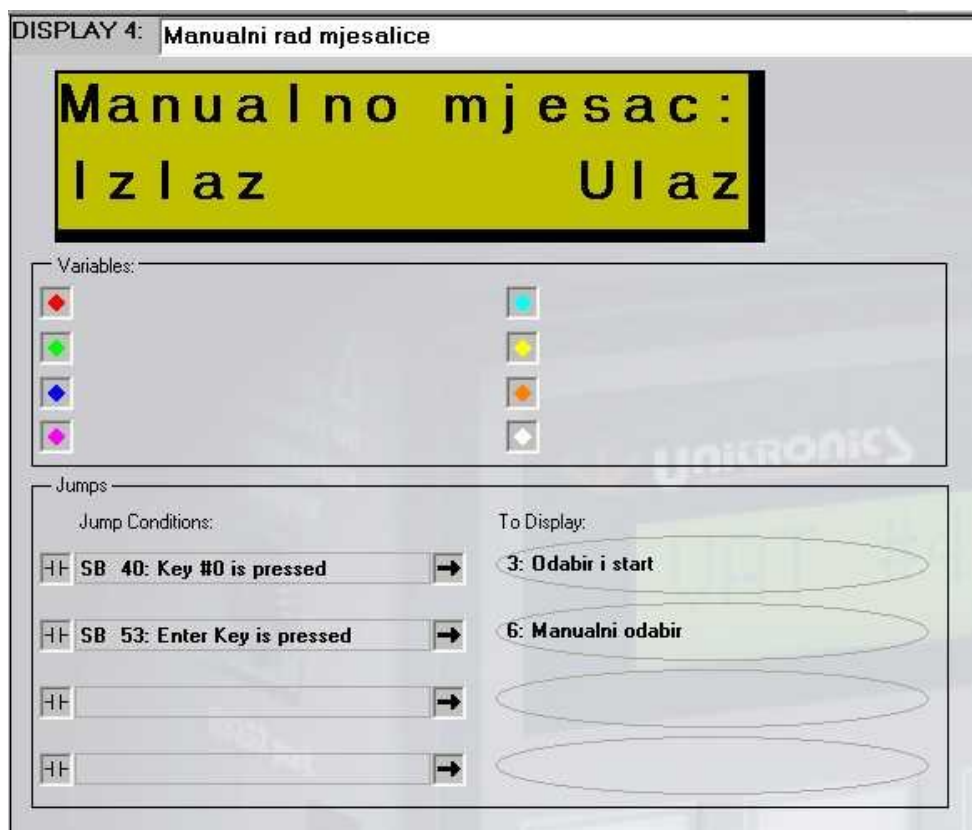 DISPLAY 4: Manualni rad mjesalice
Manualno mjesac:
Izlaz Ulaz
Variables:
UNITRONICS
Jumps
Jump Conditions: To Display:
SB 40: Key #0 is pressed 3: Odabir i start
SB 53: Enter Key is pressed 6: Manualni odabir